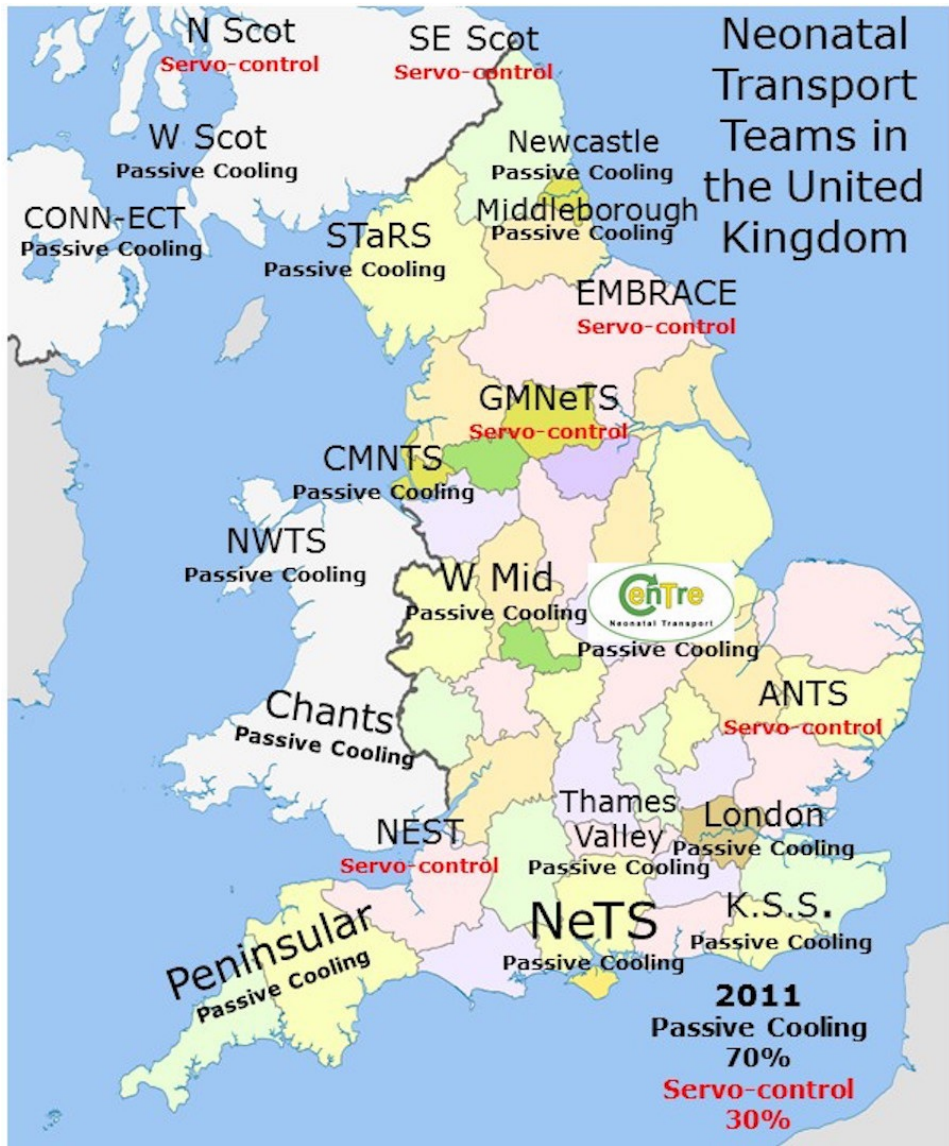 Neonatal
Transport
Teams in
the United
Kingdom
N Scot
Servo-control
SE Scot
Servo-control
W Scot
Passive Cooling
Newcastle
Passive Cooling
CONN-ECT
Passive Cooling
STaRS
Passive Cooling
Middleborough
Passive Cooling
EMBRACE
Servo-control
GMNeTS
Servo-control
CMNTS
Passive Cooling
NWTS
Passive Cooling
W Mid
Passive Cooling
CenTre
Neonatal Transport
Passive Cooling
Chants
Passive Cooling
ANTS
Servo-control
NEST
Servo-control
Thames
Valley
Passive Cooling
London
Passive Cooling
Peninsular
Passive Cooling
NeTS
Passive Cooling
K.S.S.
Passive Cooling
2011
Passive Cooling
70%
Servo-control
30%